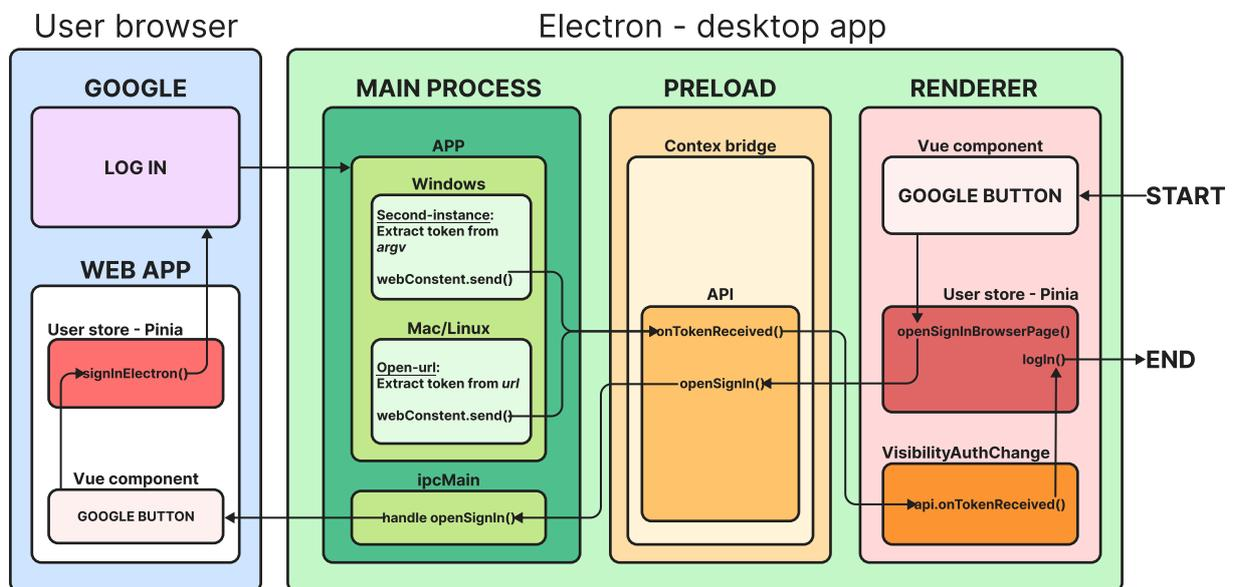 User browser
Electron - desktop app
GOOGLE
LOG IN
WEB APP
User store - Pinia
signInElectron()
Vue component
GOOGLE BUTTON
MAIN PROCESS
APP
Windows
Second-instance:
Extract token from
argv
webConstent.send()
Mac/Linux
Open-url:
Extract token from url
webConstent.send()
ipcMain
handle openSignIn()
PRELOAD
Contex bridge
API
onTokenReceived()
openSignIn()
RENDERER
Vue component
GOOGLE BUTTON
START
User store - Pinia
openSignInBrowserPage()
logIn()
END
VisibilityAuthChange
api.onTokenReceived()